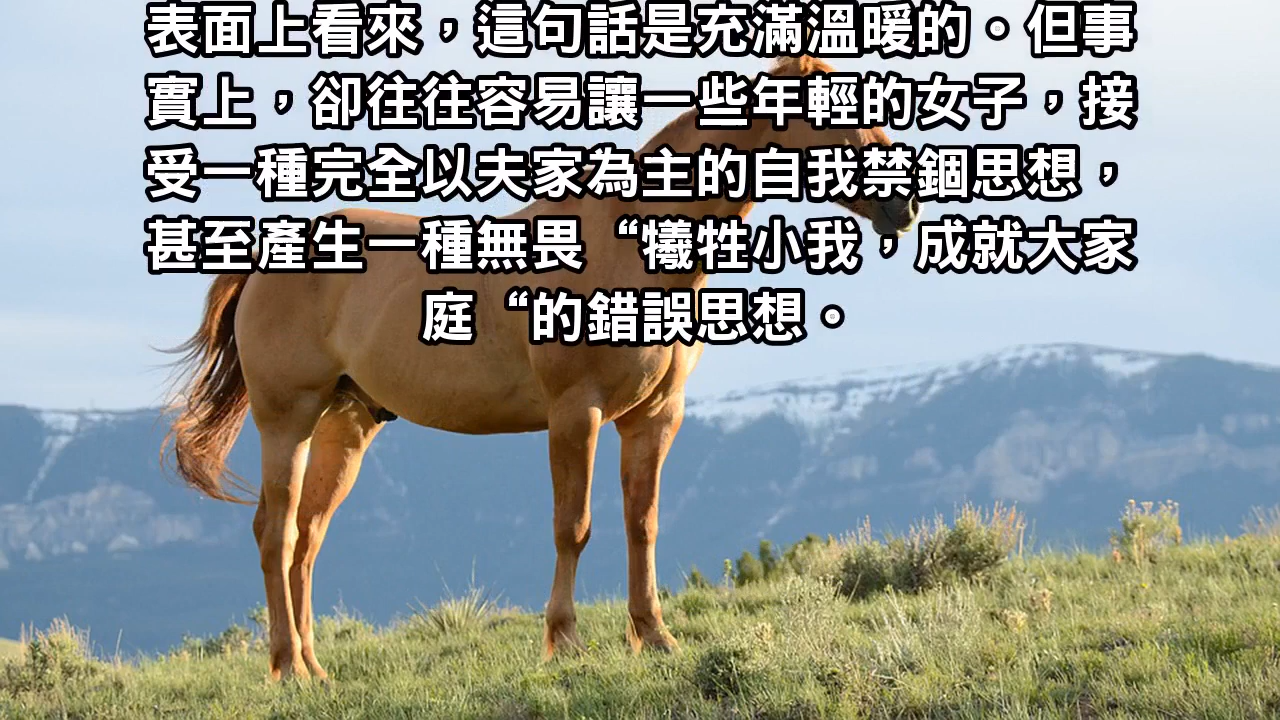 表面上看來，這句話是充滿溫暖的。但事
實上，卻往往容易讓一些年輕的女子，接
受一種完全以夫家為主的自我禁錮思想，
甚至產生一種無畏“犧牲小我，成就大家
庭“的錯誤思想。